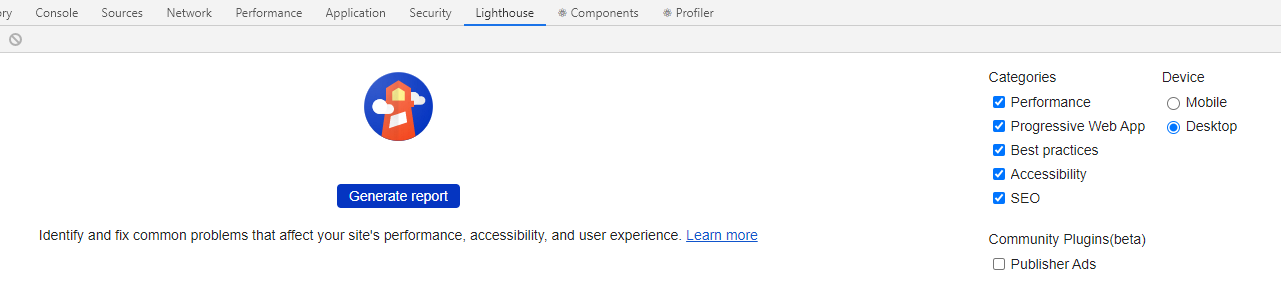 ory Console Sources Network Performance Application Security Lighthouse Components Profiler
Categories Device
Performance Mobile
Progressive Web App Desktop
Best practices
Accessibility
SEO
Generate report
Identify and fix common problems that affect your site's performance, accessibility, and user experience. Learn more
Community Plugins(beta)
Publisher Ads